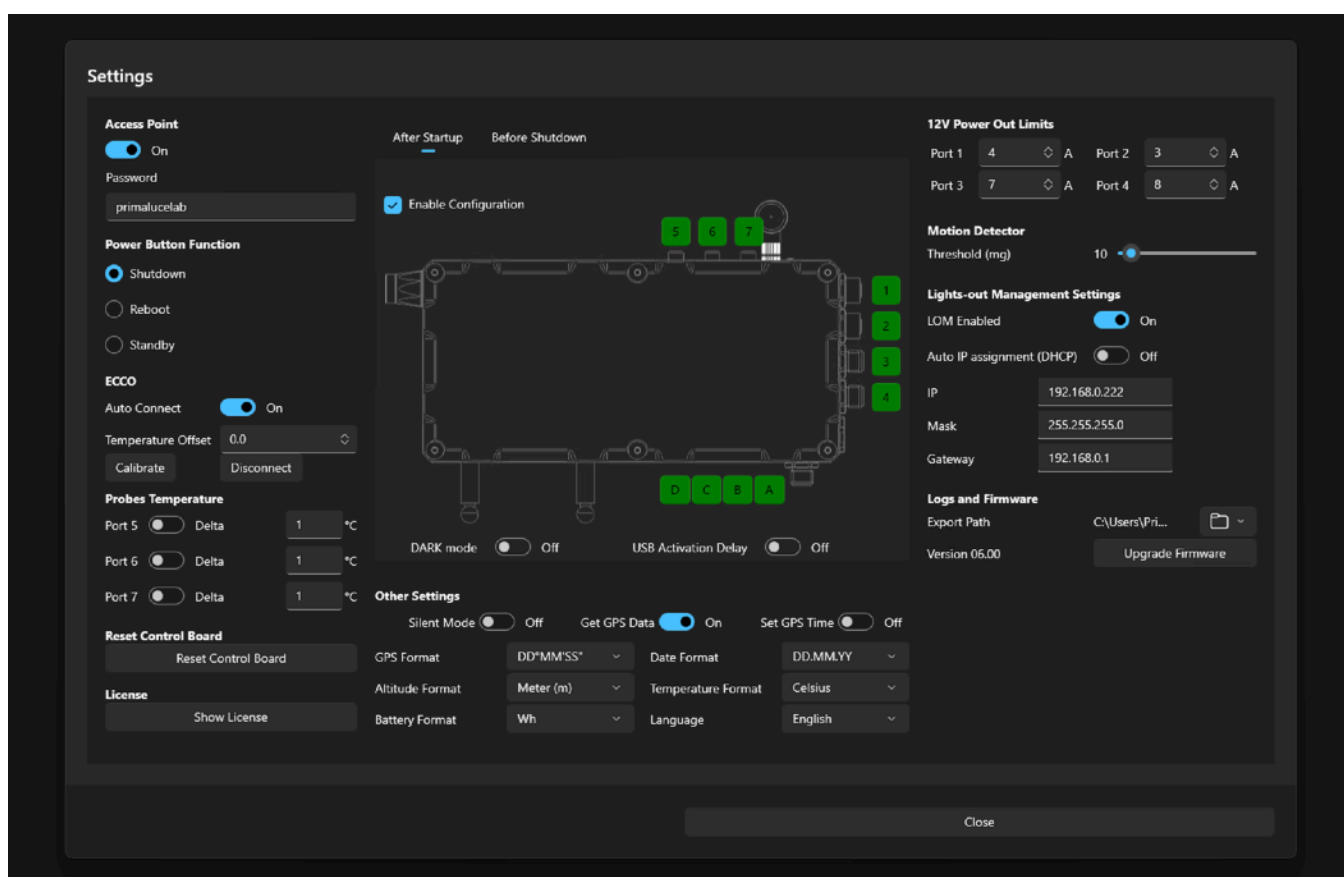 Settings
Access Point
On
Password
primalucelab
Power Button Function
Shutdown
Reboot
Standby
ECCO
Auto Connect On
Temperature Offset 0.0
Calibrate Disconnect
Probes Temperature
Port 5 Delta 1 °C
Port 6 Delta 1 °C
Port 7 Delta 1 °C
Reset Control Board
Reset Control Board
License
Show License
After Startup Before Shutdown
Enable Configuration
5 6 7
1
2
3
4
D C B A
DARK mode Off USB Activation Delay Off
Other Settings
Silent Mode Off Get GPS Data On Set GPS Time Off
GPS Format DD°MM'SS" Date Format DD.MM.YY
Altitude Format Meter (m) Temperature Format Celsius
Battery Format Wh Language English
12V Power Out Limits
Port 1 4 A Port 2 3 A
Port 3 7 A Port 4 8 A
Motion Detector
Threshold (mg) 10
Lights-out Management Settings
LOM Enabled On
Auto IP assignment (DHCP) Off
IP 192.168.0.222
Mask 255.255.255.0
Gateway 192.168.0.1
Logs and Firmware
Export Path C:\Users\Pri...
Version 06.00 Upgrade Firmware
Close